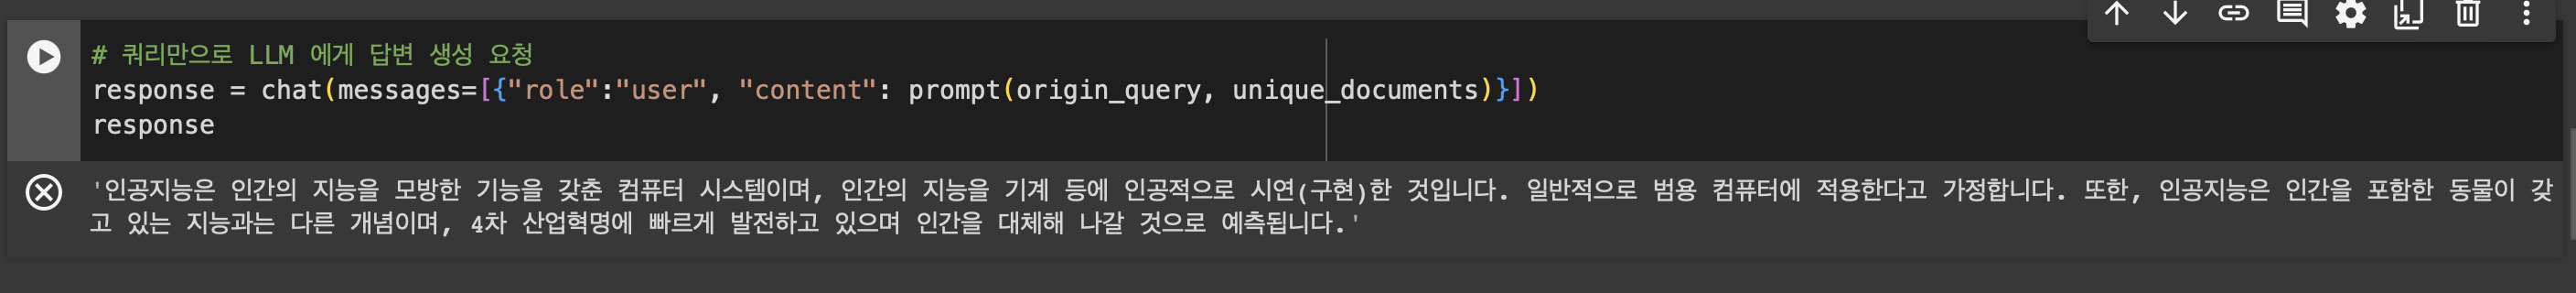 # 쿼리만으로 LLM 에게 답변 생성 요청
response = chat(messages=[{"role":"user", "content": prompt(origin_query, unique_documents)}])
response
'인공지능은 인간의 지능을 모방한 기능을 갖춘 컴퓨터 시스템이며, 인간의 지능을 기계 등에 인공적으로 시연(구현)한 것입니다. 일반적으로 범용 컴퓨터에 적용한다고 가정합니다. 또한, 인공지능은 인간을 포함한 동물이 갖
고 있는 지능과는 다른 개념이며, 4차 산업혁명에 빠르게 발전하고 있으며 인간을 대체해 나갈 것으로 예측됩니다.'